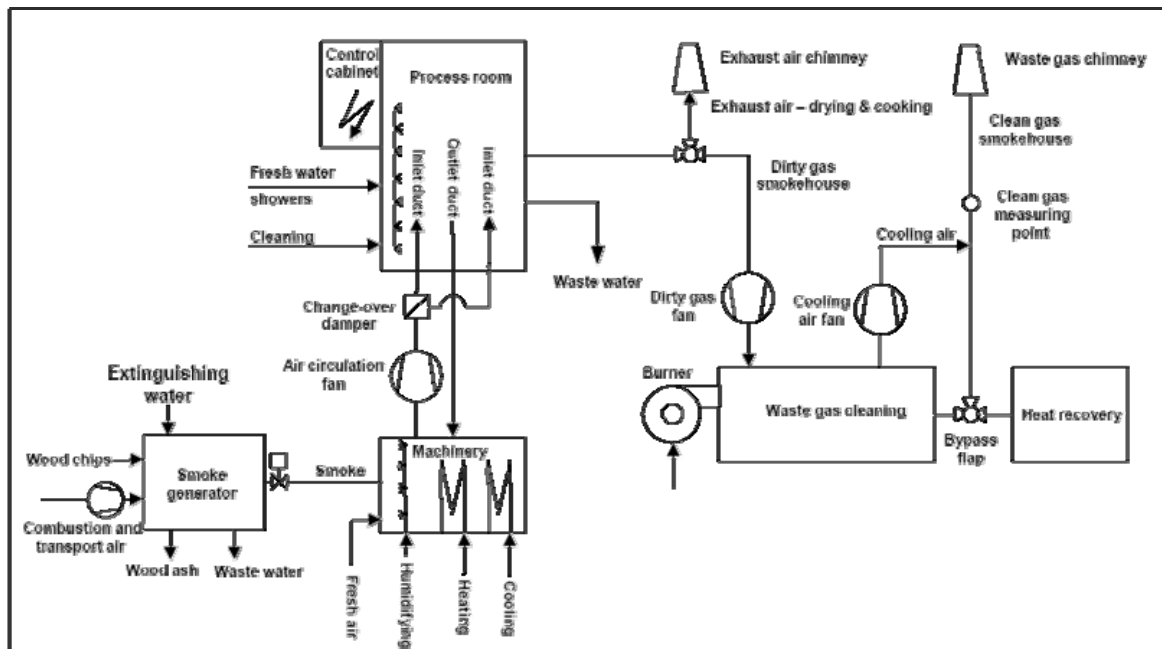 Control
cabinet
Process room
Inlet duct
Outlet duct
Inlet duct
Fresh water
showers
Cleaning
Waste water
Change-over
damper
Air circulation
fan
Extinguishing
water
Wood chips
Smoke
generator
Combustion and
transport air
Wood ash
Waste water
Smoke
Machinery
Fresh air
Humidifying
Heating
Cooling
Exhaust air chimney
Exhaust air – drying & cooking
Dirty gas
smokehouse
Dirty gas
fan
Burner
Waste gas cleaning
Cooling
air fan
Cooling air
Waste gas chimney
Clean gas
smokehouse
Clean gas
measuring
point
Bypass
flap
Heat recovery